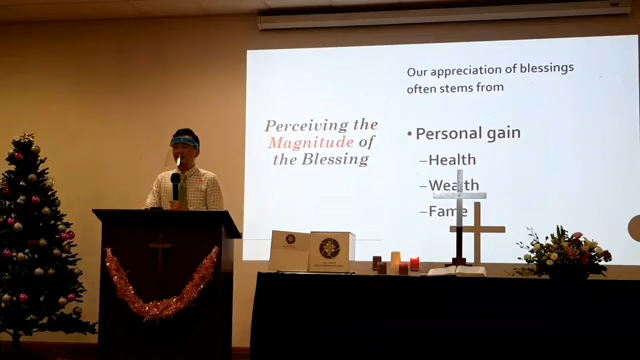 Our appreciation of blessings
often stems from
Perceiving the
Magnitude of
the Blessing
• Personal gain
–Health
–Wealth
–Fame